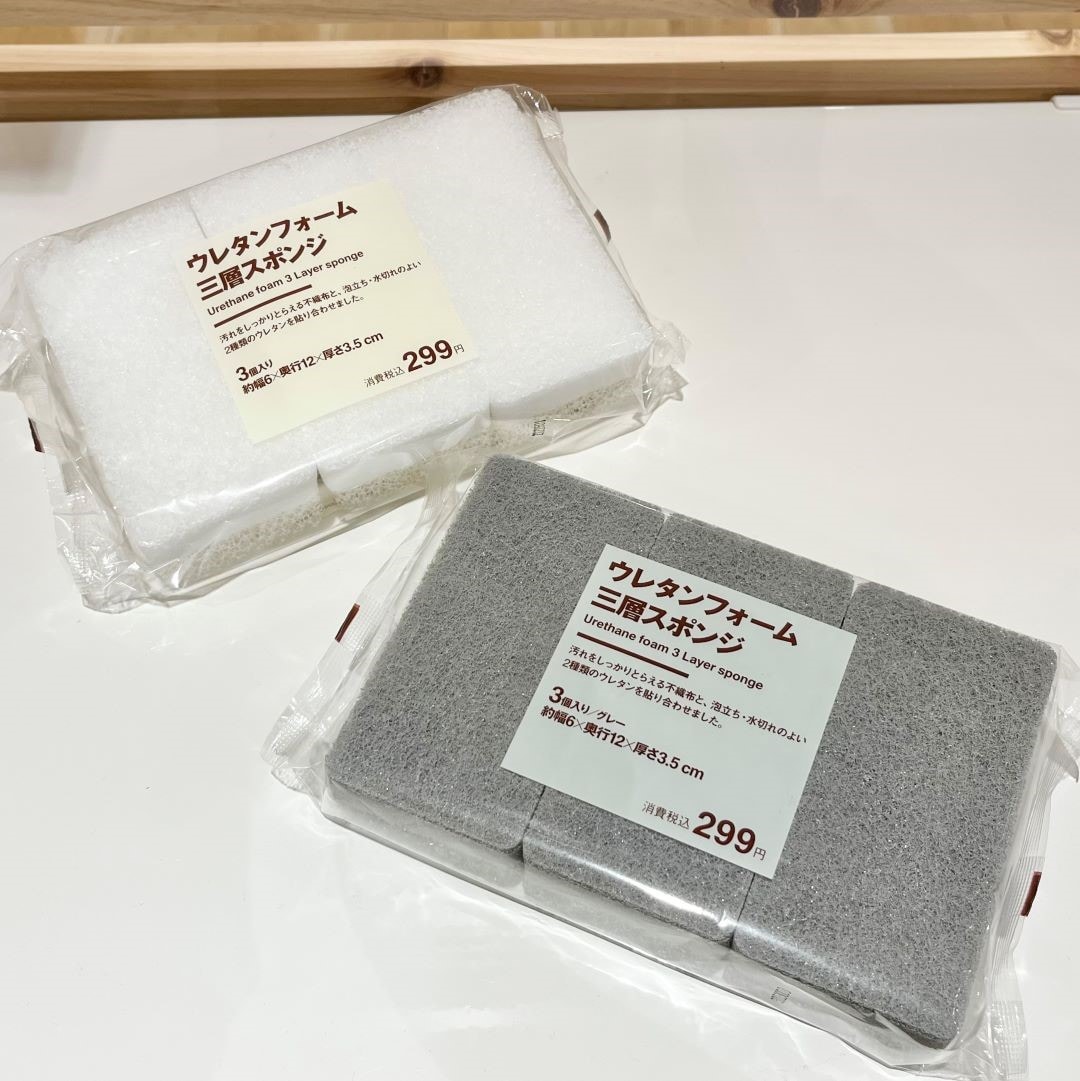 ウレタンフォーム
三層スポンジ
Urethane foam 3 Layer sponge
汚れをしっかりとらえる不織布と、泡立ち・水切れのよい
2種類のウレタンを貼り合わせました。
3個入り
約幅6×奥行12×厚さ3.5cm
消費税込299円
ウレタンフォーム
三層スポンジ
Urethane foam 3 Layer sponge
汚れをしっかりとらえる不織布と、泡立ち・水切れのよい
2種類のウレタンを貼り合わせました。
3個入り/グレー
約幅6×奥行12×厚さ3.5cm
消費税込299円